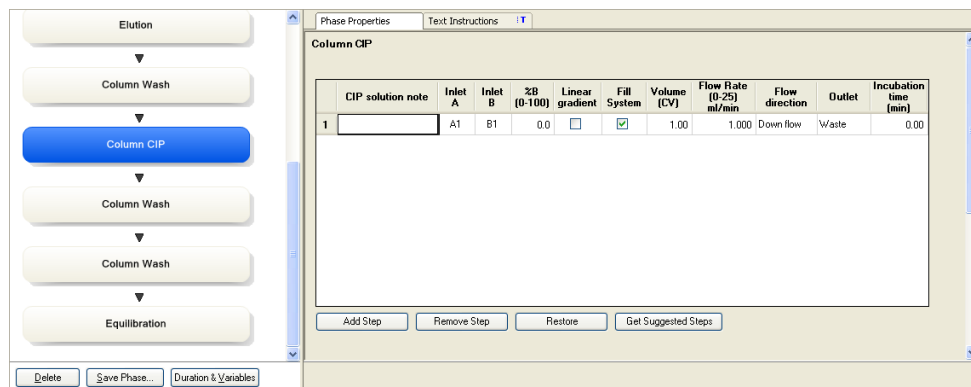 Elution
Column Wash
Column CIP
Column Wash
Column Wash
Equilibration
Delete
Save Phase...
Duration & Variables
Phase Properties
Text Instructions
T
Column CIP
CIP solution note
Inlet
A
Inlet
B
%B
(0-100)
Linear
gradient
Fill
System
Volume
(CV)
Flow Rate
(0-25)
ml/min
Flow
direction
Outlet
Incubation
time
(min)
1 A1 B1 0.0 1.00 1.000 Down flow Waste 0.00
Add Step
Remove Step
Restore
Get Suggested Steps